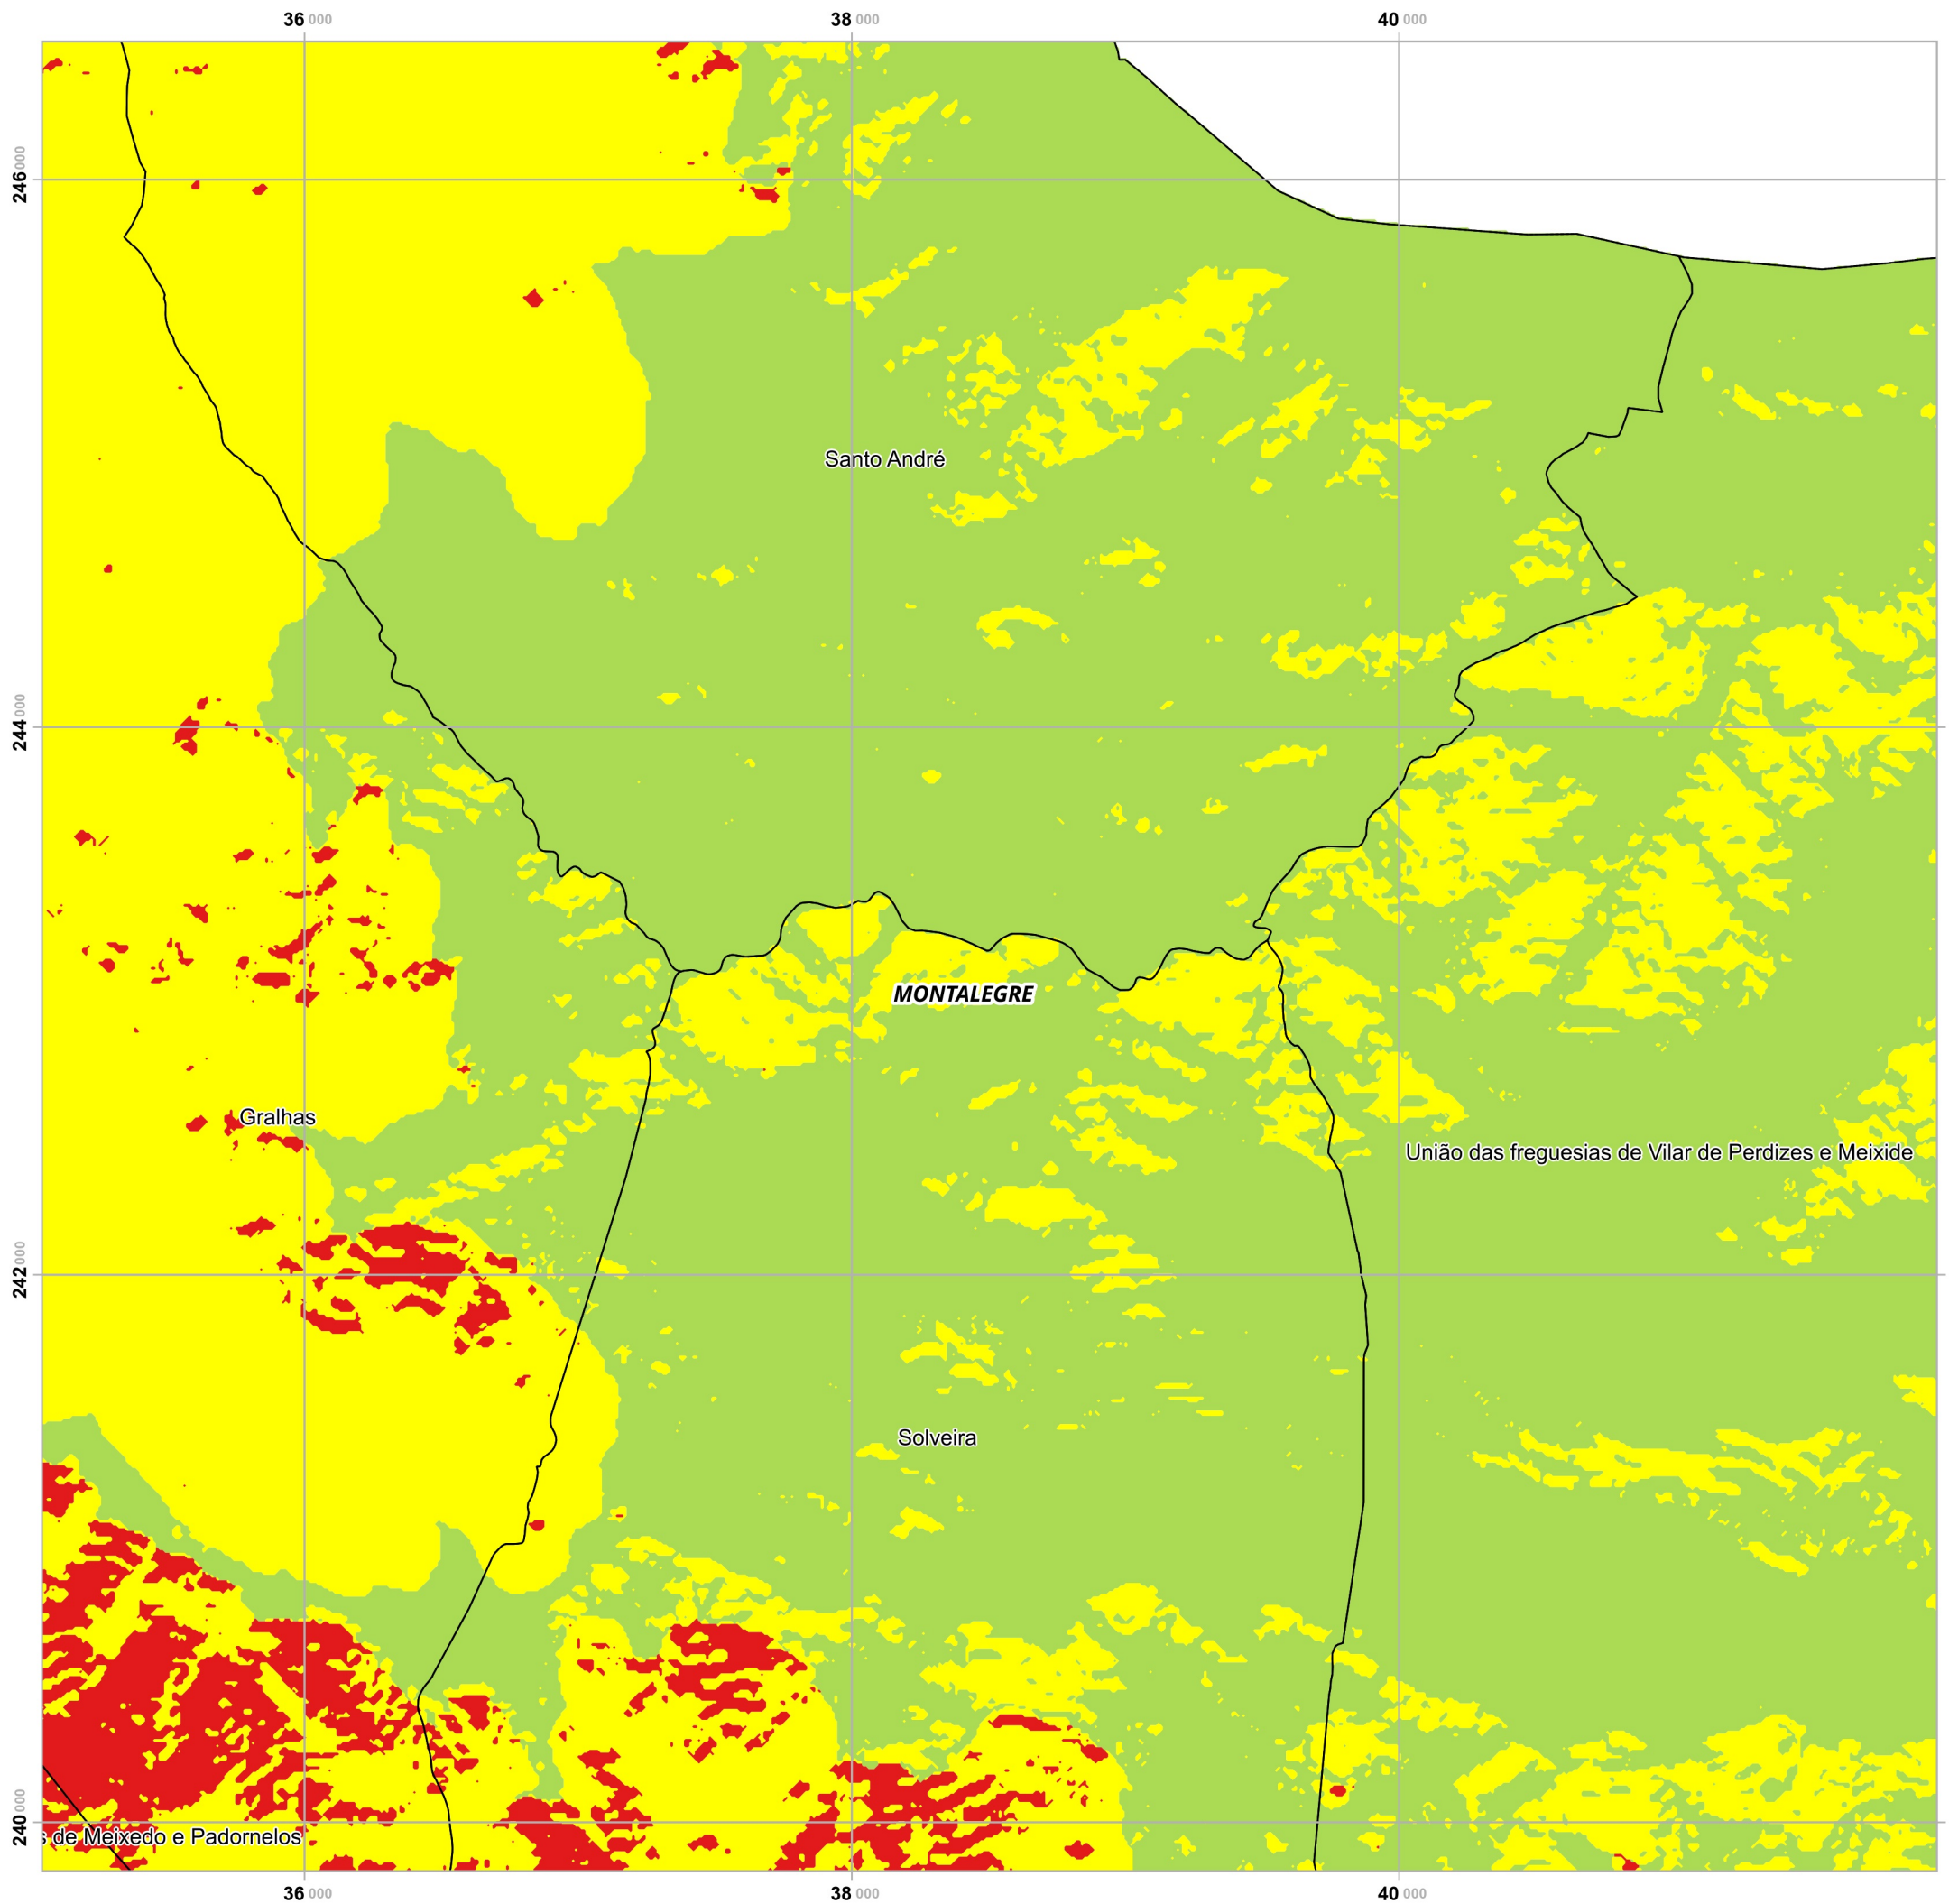 36 000 38 000 40 000
246 000
Santo André
244 000
MONTALEGRE
Gralhas
União das freguesias de Vilar de Perdizes e Meixide
242 000
Solveira
240 000
s de Meixedo e Padornelos
36 000 38 000 40 000